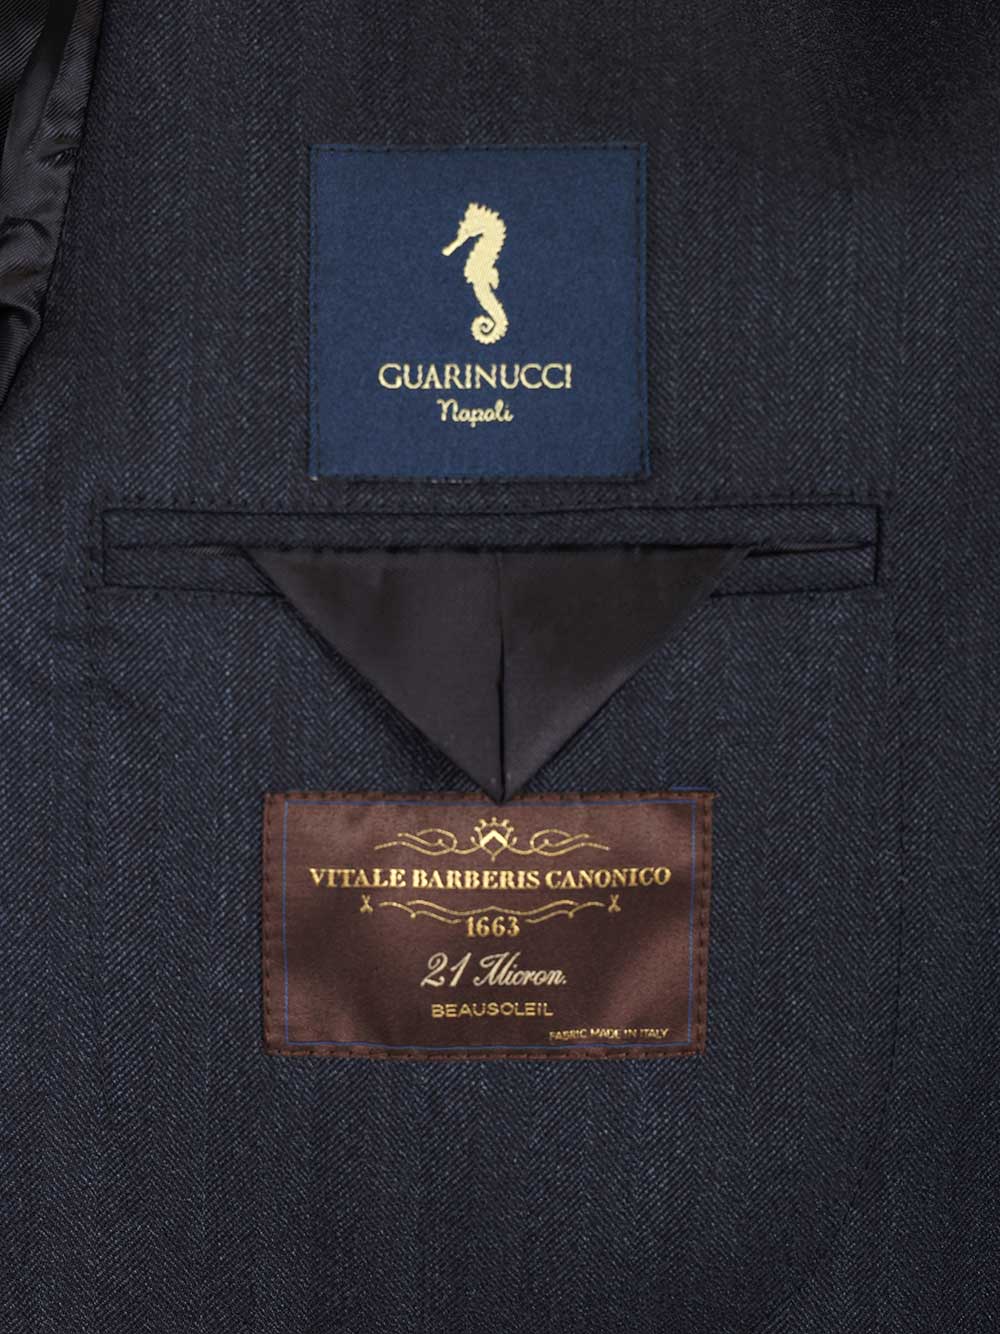 GUARINUCCI
Napoli
VITALE BARBERIS CANONICO
1663
21 Micron.
BEAUSOLEIL
FABRIC MADE IN ITALY